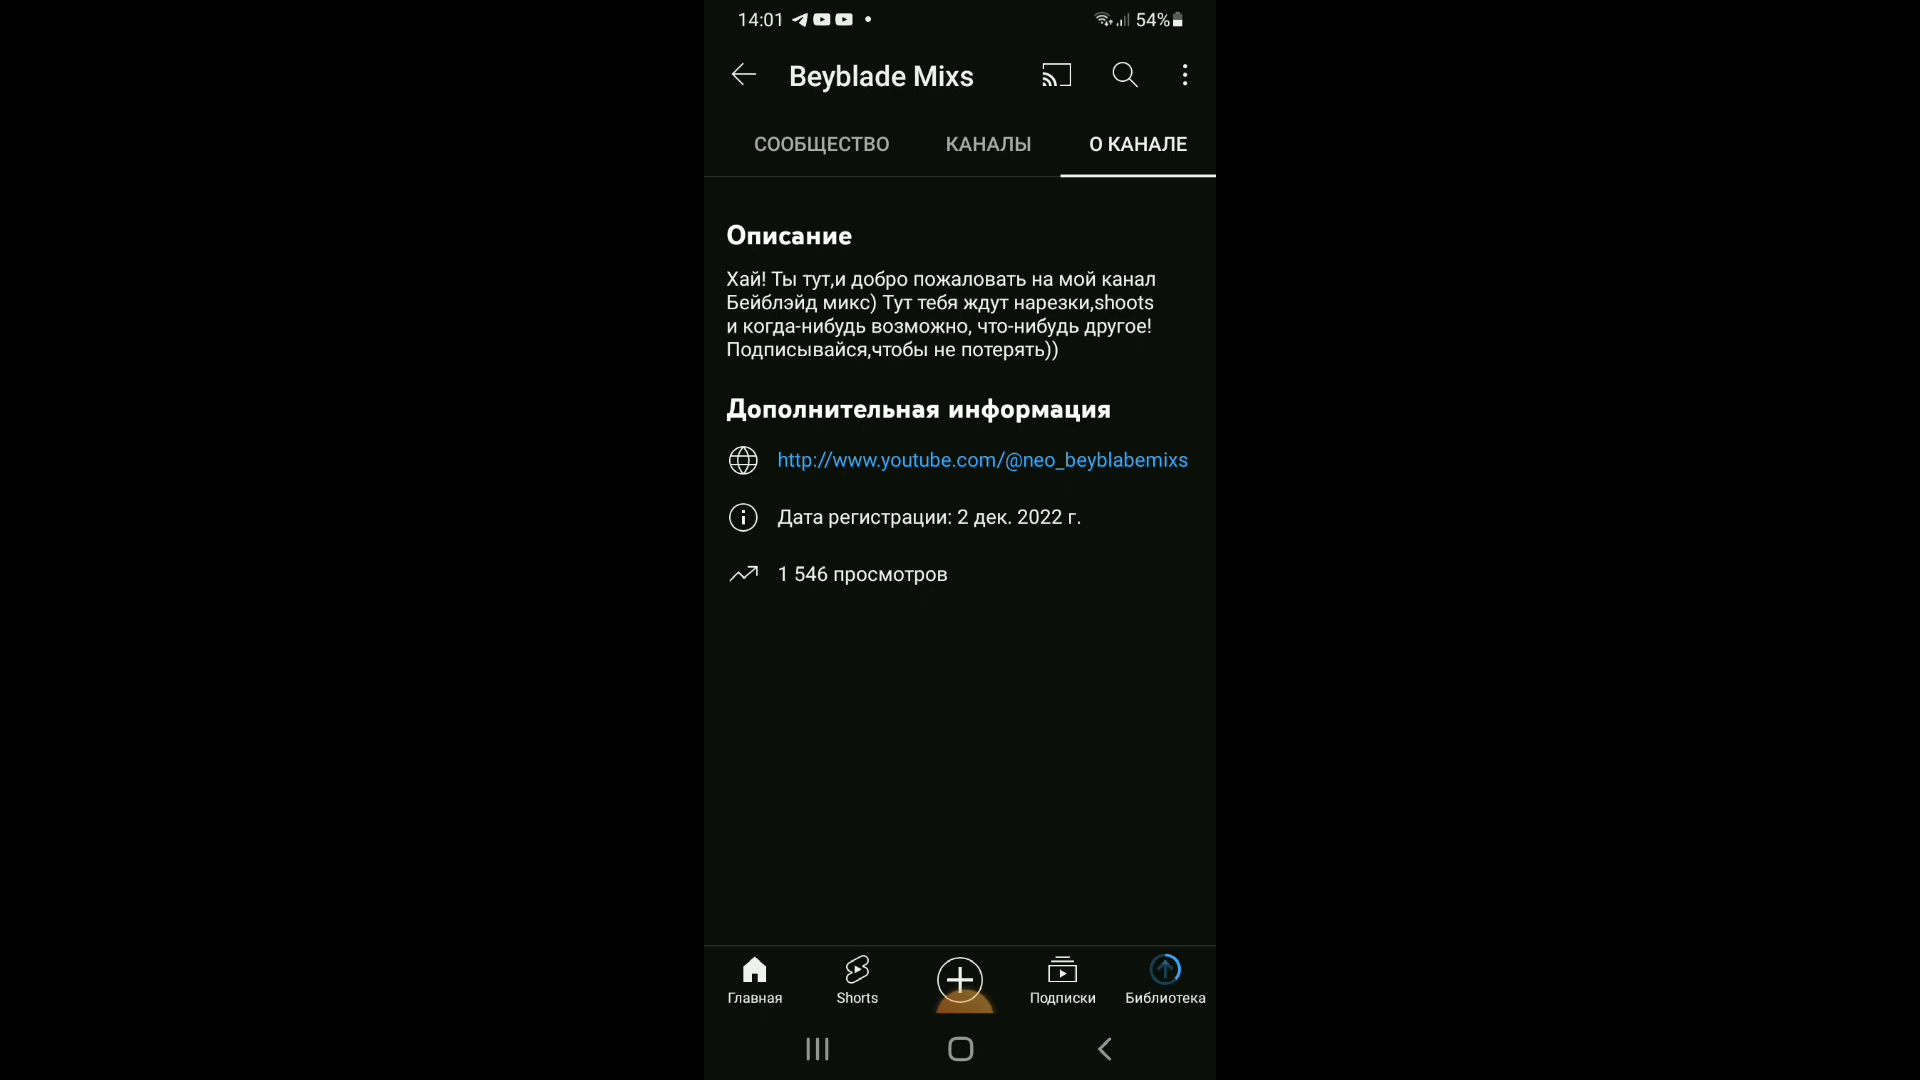 14:01
54%
Beyblade Mixs
СООБЩЕСТВО КАНАЛЫ О КАНАЛЕ
Описание
Хай! Ты тут,и добро пожаловать на мой канал
Бейблэйд микс) Тут тебя ждут нарезки,shoots
и когда-нибудь возможно, что-нибудь другое!
Подписывайся,чтобы не потерять))
Дополнительная информация
http://www.youtube.com/@neo_beyblabemixs
Дата регистрации: 2 дек. 2022 г.
1 546 просмотров
Главная Shorts Подписки Библиотека